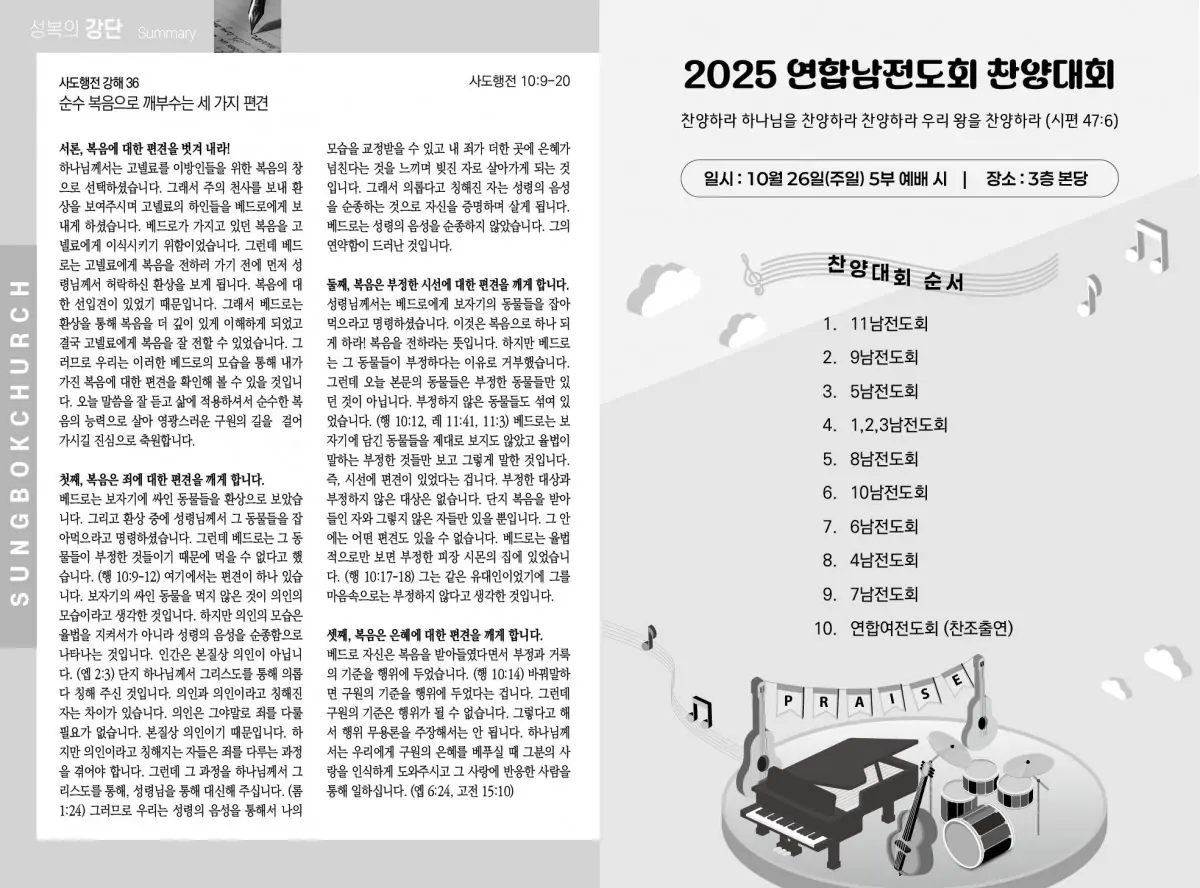 성복의 강단 Summary
SUNGBOKCHURCH
사도행전 강해 36
사도행전 10:9-20
순수 복음으로 깨부수는 세 가지 편견
서론, 복음에 대한 편견을 벗겨 내라!
하나님께서는 고넬료를 이방인들을 위한 복음의 창
으로 선택하셨습니다. 그래서 주의 천사를 보내 환
상을 보여주시며 고넬료의 하인들을 베드로에게 보
내게 하셨습니다. 베드로가 가지고 있던 복음을 고
넬료에게 이식시키기 위함이었습니다. 그런데 베드
로는 고넬료에게 복음을 전하러 가기 전에 먼저 성
령님께서 허락하신 환상을 보게 됩니다. 복음에 대
한 선입견이 있었기 때문입니다. 그래서 베드로는
환상을 통해 복음을 더 깊이 있게 이해하게 되었고
결국 고넬료에게 복음을 잘 전할 수 있었습니다. 그
러므로 우리는 이러한 베드로의 모습을 통해 내가
가진 복음에 대한 편견을 확인해 볼 수 있을 것입니
다. 오늘 말씀을 잘 듣고 삶에 적용하셔서 순수한 복
음의 능력으로 살아 영광스러운 구원의 길을 걸어
가시길 진심으로 축원합니다.
첫째, 복음은 죄에 대한 편견을 깨게 합니다.
베드로는 보자기에 싸인 동물들을 환상으로 보았습
니다. 그리고 환상 중에 성령님께서 그 동물들을 잡
아먹으라고 명령하셨습니다. 그런데 베드로는 그 동
물들이 부정한 것들이기 때문에 먹을 수 없다고 했
습니다. (행 10:9-12) 여기에서는 편견이 하나 있습
니다. 보자기의 싸인 동물을 먹지 않은 것이 의인의
모습이라고 생각한 것입니다. 하지만 의인의 모습은
율법을 지켜서가 아니라 성령의 음성을 순종함으로
나타나는 것입니다. 인간은 본질상 의인이 아닙니
다. (엡 2:3) 단지 하나님께서 그리스도를 통해 의롭
다 칭해 주신 것입니다. 의인과 의인이라고 칭해진
자는 차이가 있습니다. 의인은 그야말로 죄를 다룰
필요가 없습니다. 본질상 의인이기 때문입니다. 하
지만 의인이라고 칭해지는 자들은 죄를 다루는 과정
을 겪어야 합니다. 그런데 그 과정을 하나님께서 그
리스도를 통해, 성령님을 통해 대신해 주십니다. (롬
1:24) 그러므로 우리는 성령의 음성을 통해서 나의
모습을 교정받을 수 있고 내 죄가 더한 곳에 은혜가
넘친다는 것을 느끼며 빚진 자로 살아가게 되는 것
입니다. 그래서 의롭다고 칭해진 자는 성령의 음성
을 순종하는 것으로 자신을 증명하며 살게 됩니다.
베드로는 성령의 음성을 순종하지 않았습니다. 그의
연약함이 드러난 것입니다.
둘째, 복음은 부정한 시선에 대한 편견을 깨게 합니다.
성령님께서는 베드로에게 보자기의 동물들을 잡아
먹으라고 명령하셨습니다. 이것은 복음으로 하나 되
게 하라! 복음을 전하라는 뜻입니다. 하지만 베드로
는 그 동물들이 부정하다는 이유로 거부했습니다.
그런데 오늘 본문의 동물들은 부정한 동물들만 있
던 것이 아닙니다. 부정하지 않은 동물들도 섞여 있
었습니다. (행 10:12, 레 11:41, 11:3) 베드로는 보
자기에 담긴 동물들을 제대로 보지도 않았고 율법이
말하는 부정한 것들만 보고 그렇게 말한 것입니다.
즉, 시선에 편견이 있었다는 겁니다. 부정한 대상과
부정하지 않은 대상은 없습니다. 단지 복음을 받아
들인 자와 그렇지 않은 자들만 있을 뿐입니다. 그 안
에는 어떤 편견도 있을 수 없습니다. 베드로는 율법
적으로만 보면 부정한 피장 시몬의 집에 있었습니
다. (행 10:17-18) 그는 같은 유대인이었기에 그를
마음속으로는 부정하지 않다고 생각한 것입니다.
셋째, 복음은 은혜에 대한 편견을 깨게 합니다.
베드로 자신은 복음을 받아들였다면서 부정과 거룩
의 기준을 행위에 두었습니다. (행 10:14) 바꿔말하
면 구원의 기준을 행위에 두었다는 겁니다. 그런데
구원의 기준은 행위가 될 수 없습니다. 그렇다고 해
서 행위 무용론을 주장해서는 안 됩니다. 하나님께
서는 우리에게 구원의 은혜를 베푸실 때 그분의 사
랑을 인식하게 도와주시고 그 사랑에 반응한 사람을
통해 일하십니다. (엡 6:24, 고전 15:10)
2025 연합남전도회 찬양대회
찬양하라 하나님을 찬양하라 찬양하라 우리 왕을 찬양하라 (시편 47:6)
일시 : 10월 26일(주일) 5부 예배 시 | 장소 : 3층 본당
찬양대회 순서
1. 11남전도회
2. 9남전도회
3. 5남전도회
4. 1,2,3남전도회
5. 8남전도회
6. 10남전도회
7. 6남전도회
8. 4남전도회
9. 7남전도회
10. 연합여전도회 (찬조출연)
PRAISE